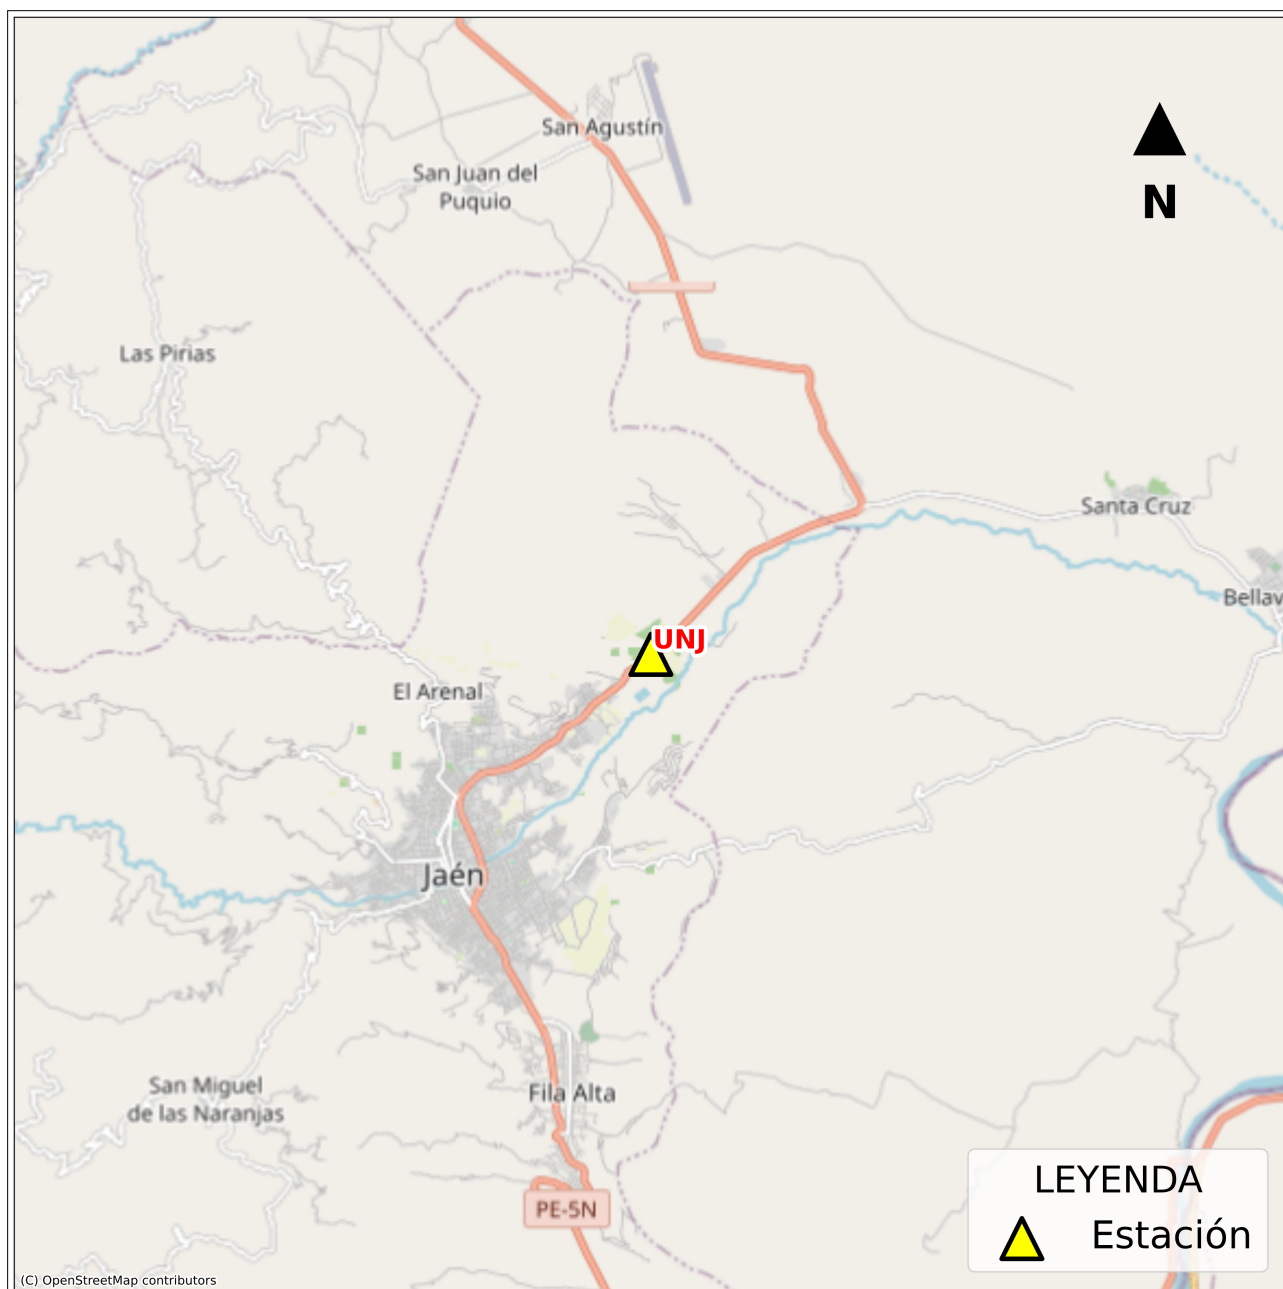 San Agustín
San Juan del
Puquio
N
Las Pirias
Santa Cruz
Bellav
UNJ
El Arenal
Jaén
San Miguel
de las Naranjas
Fila Alta
PE-5N
LEYENDA
Estación
(C) OpenStreetMap contributors